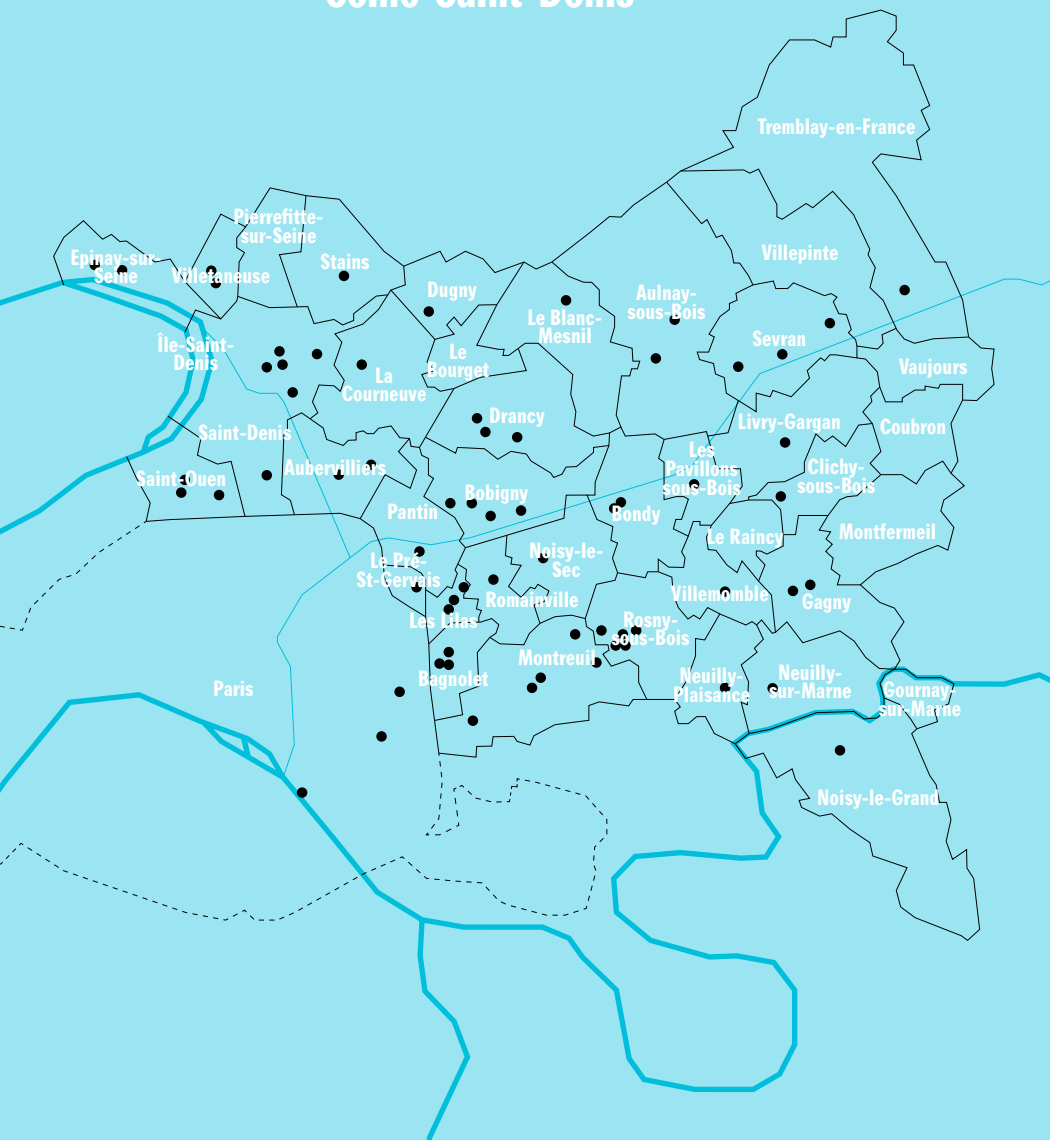 Seine-Saint-Denis
Tremblay-en-France
Pierrefitte-
sur-Seine
Villepinte
Epinay-sur-
Seine
Villetaneuse
Stains
Dugny
Aulnay-
sous-Bois
Le Blanc-
Mesnil
Île-Saint-
Denis
Le
Bourget
Sevran
Vaujours
La
Courneuve
Drancy
Livry-Gargan
Coubron
Saint-Denis
Les
Pavillons
sous-Bois
Clichy-
sous-Bois
Saint-Ouen
Aubervilliers
Bobigny
Pantin
Bondy
Le Raincy
Montfermeil
Le Pré-
St-Gervais
Noisy-le-
Sec
Romainville
Villemomble
Gagny
Les Lilas
Rosny-
sous-Bois
Montreuil
Bagnolet
Paris
Neuilly-
Plaisance
Neuilly-
sur-Marne
Gournay-
sur-Marne
Noisy-le-Grand